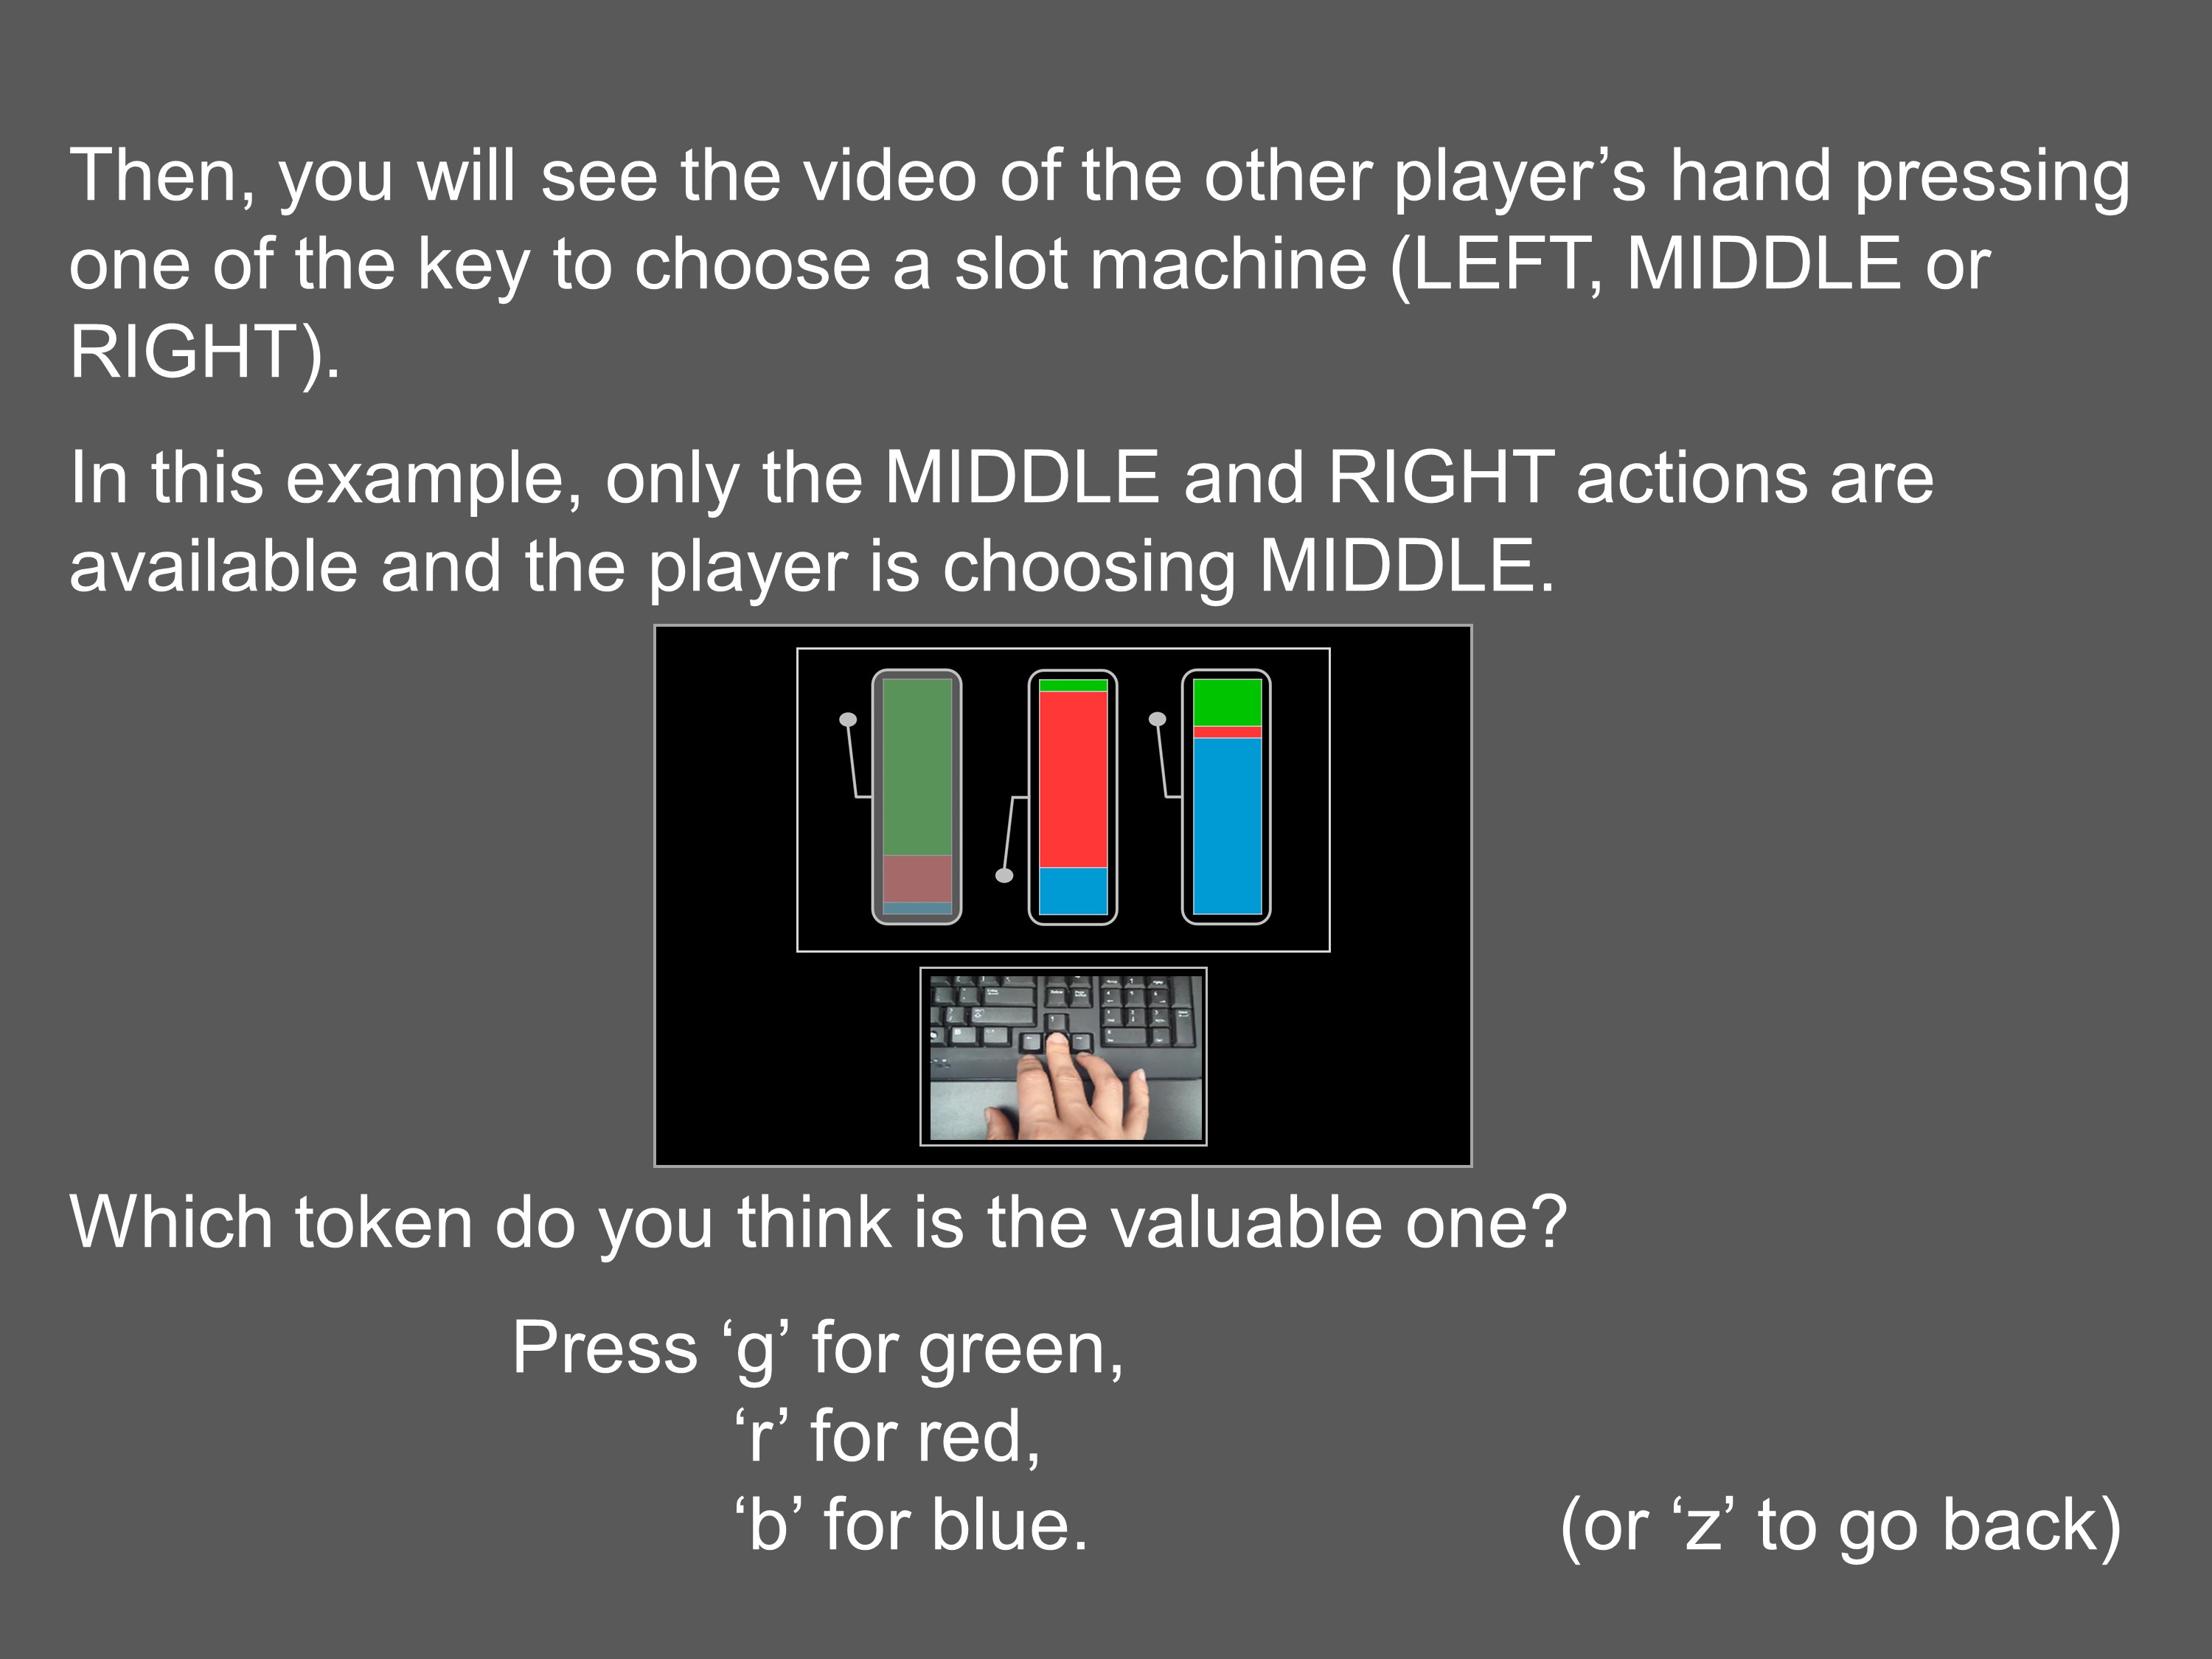 Then, you will see the video of the other player’s hand pressing
one of the key to choose a slot machine (LEFT, MIDDLE or
RIGHT).
In this example, only the MIDDLE and RIGHT actions are
available and the player is choosing MIDDLE.
Which token do you think is the valuable one?
Press ‘g’ for green,
‘r’ for red,
‘b’ for blue.
(or ‘z’ to go back)